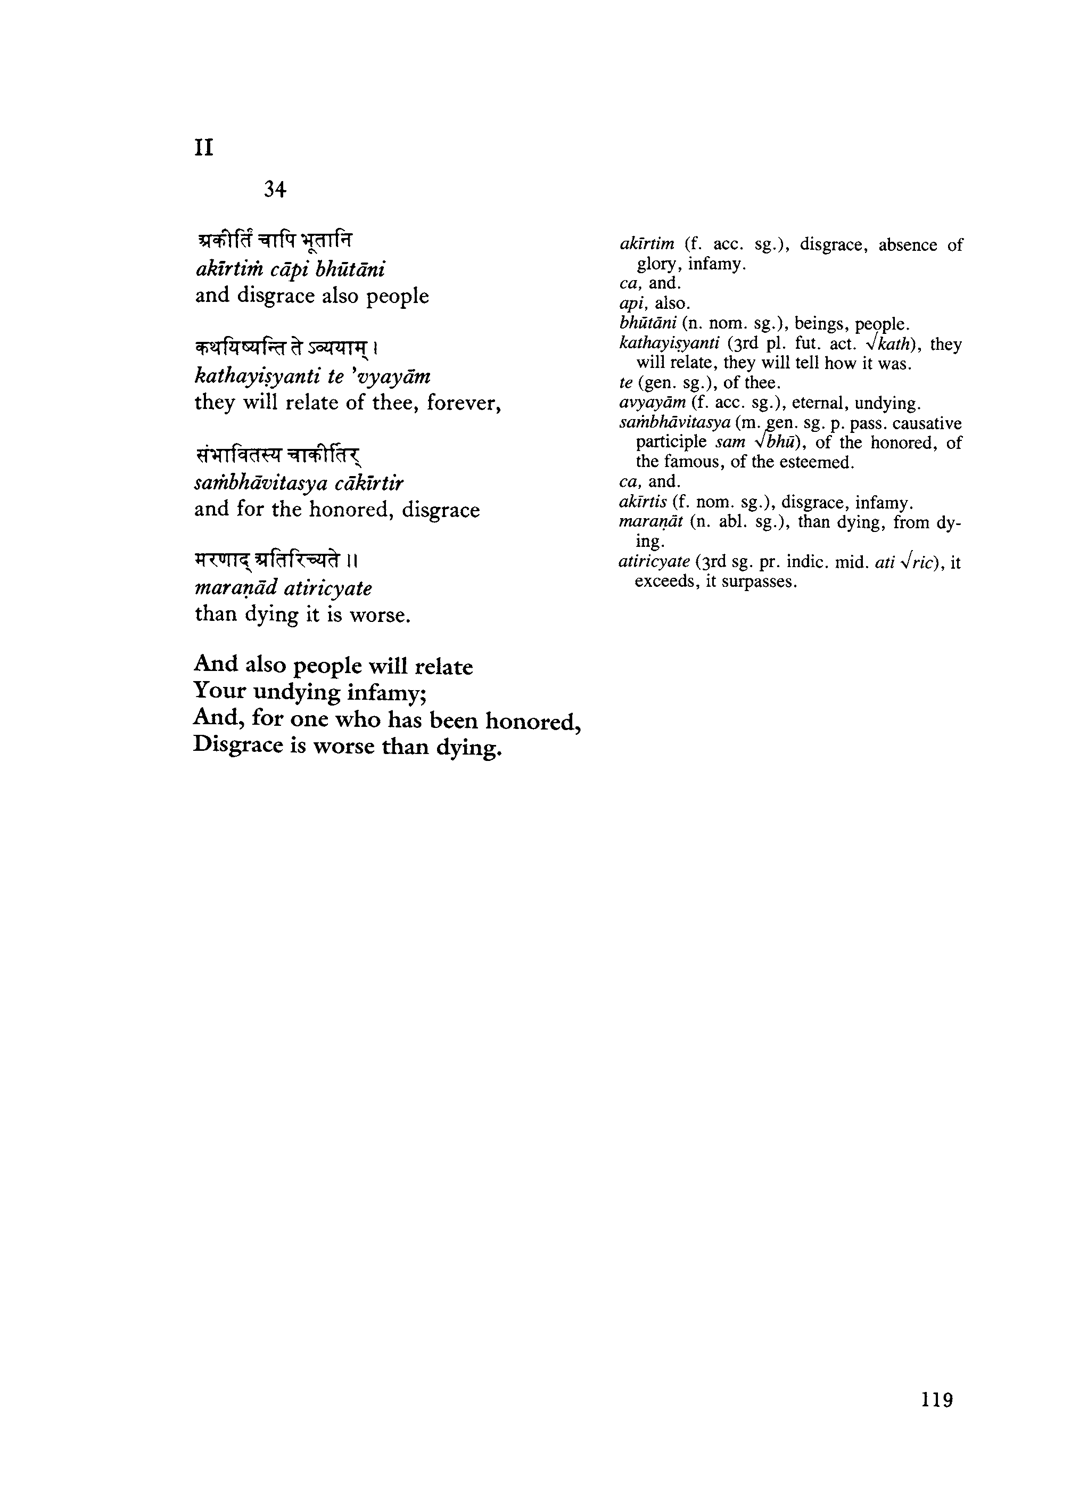 II
34
अकीर्तिं चापि भूतानि
akīrtiṁ cāpi bhūtāni
and disgrace also people
कथयिष्यन्ति ते ऽव्ययाम् ।
kathayiṣyanti te 'vyayām
they will relate of thee, forever,
संभावितस्य चाकीर्तिर्
saṁbhāvitasya cākīrtir
and for the honored, disgrace
मरणाद् अतिरिच्यते ॥
maraṇād atiricyate
than dying it is worse.
And also people will relate
Your undying infamy;
And, for one who has been honored,
Disgrace is worse than dying.
akīrtim (f. acc. sg.), disgrace, absence of
glory, infamy.
ca, and.
api, also.
bhūtāni (n. nom. sg.), beings, people.
kathayiṣyanti (3rd pl. fut. act. √kath), they
will relate, they will tell how it was.
te (gen. sg.), of thee.
avyayām (f. acc. sg.), eternal, undying.
saṁbhāvitasya (m. gen. sg. p. pass. causative
participle sam √bhū), of the honored, of
the famous, of the esteemed.
ca, and.
akīrtis (f. nom. sg.), disgrace, infamy.
maraṇāt (n. abl. sg.), than dying, from dy-
ing.
atiricyate (3rd sg. pr. indic. mid. ati √ric), it
exceeds, it surpasses.
119